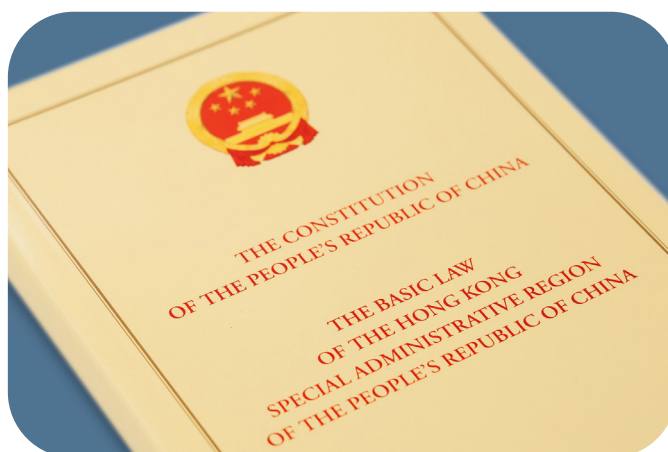 THE CONSTITUTION
OF THE PEOPLE'S REPUBLIC OF CHINA
THE BASIC LAW
OF THE HONG KONG
SPECIAL ADMINISTRATIVE REGION
OF THE PEOPLE'S REPUBLIC OF CHINA